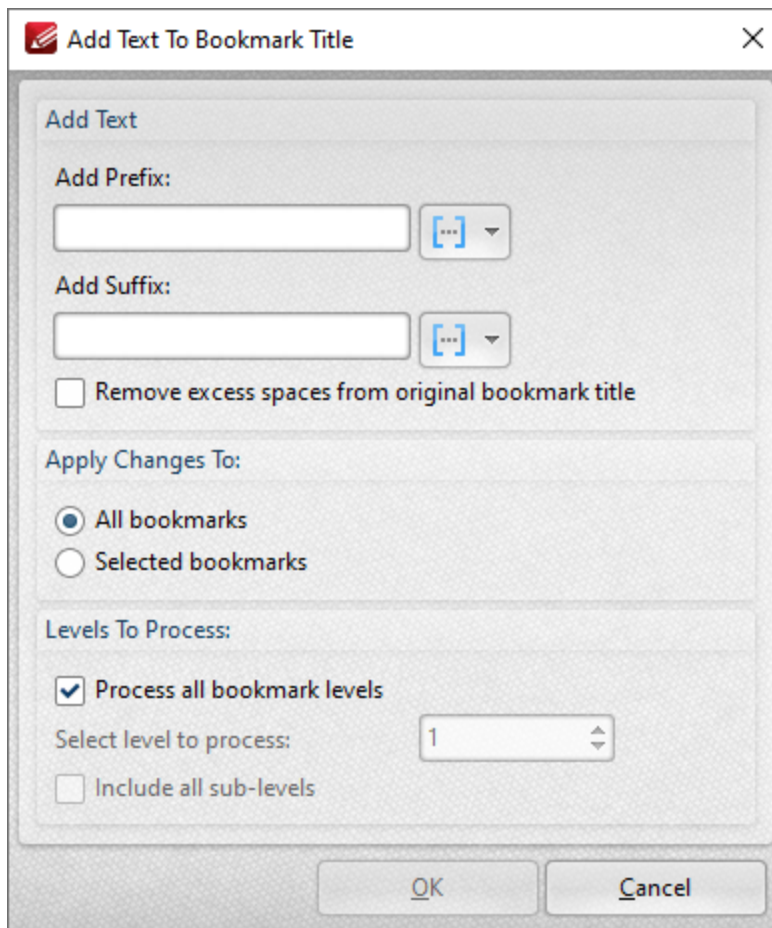 Add Text To Bookmark Title
Add Text
Add Prefix:
Add Suffix:
Remove excess spaces from original bookmark title
Apply Changes To:
All bookmarks
Selected bookmarks
Levels To Process:
Process all bookmark levels
Select level to process: 1
Include all sub-levels
OK Cancel